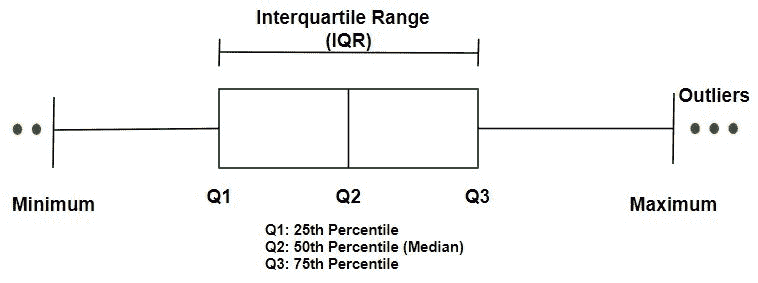 Interquartile Range
(IQR)
Outliers
Q1
Q2
Q3
Minimum
Maximum
Q1: 25th Percentile
Q2: 50th Percentile (Median)
Q3: 75th Percentile